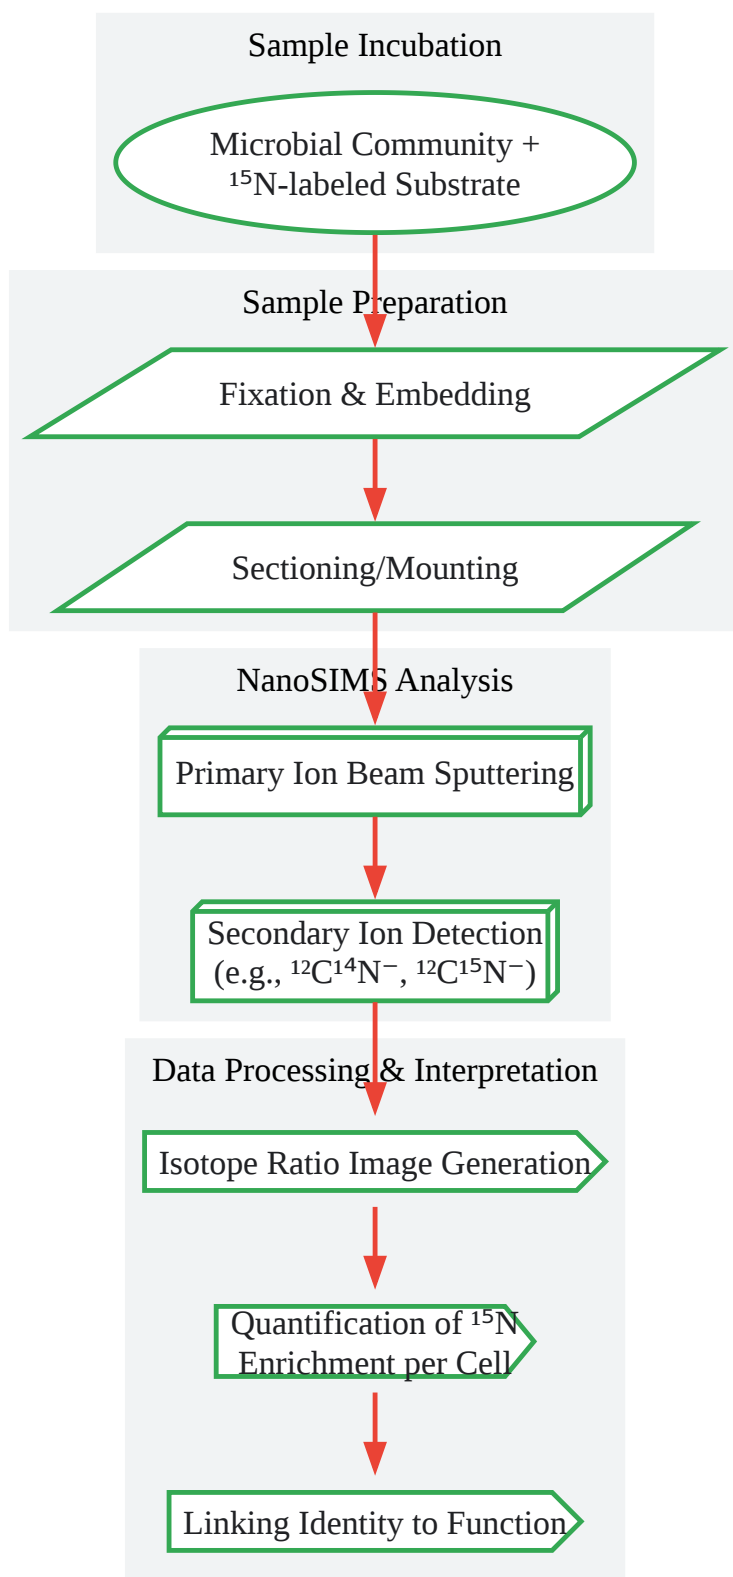 Sample Incubation
Microbial Community +
¹⁵N-labeled Substrate
Sample Preparation
Fixation & Embedding
Sectioning/Mounting
NanoSIMS Analysis
Primary Ion Beam Sputtering
Secondary Ion Detection
(e.g., ¹²C¹⁴N⁻, ¹²C¹⁵N⁻)
Data Processing & Interpretation
Isotope Ratio Image Generation
Quantification of ¹⁵N
Enrichment per Cell
Linking Identity to Function